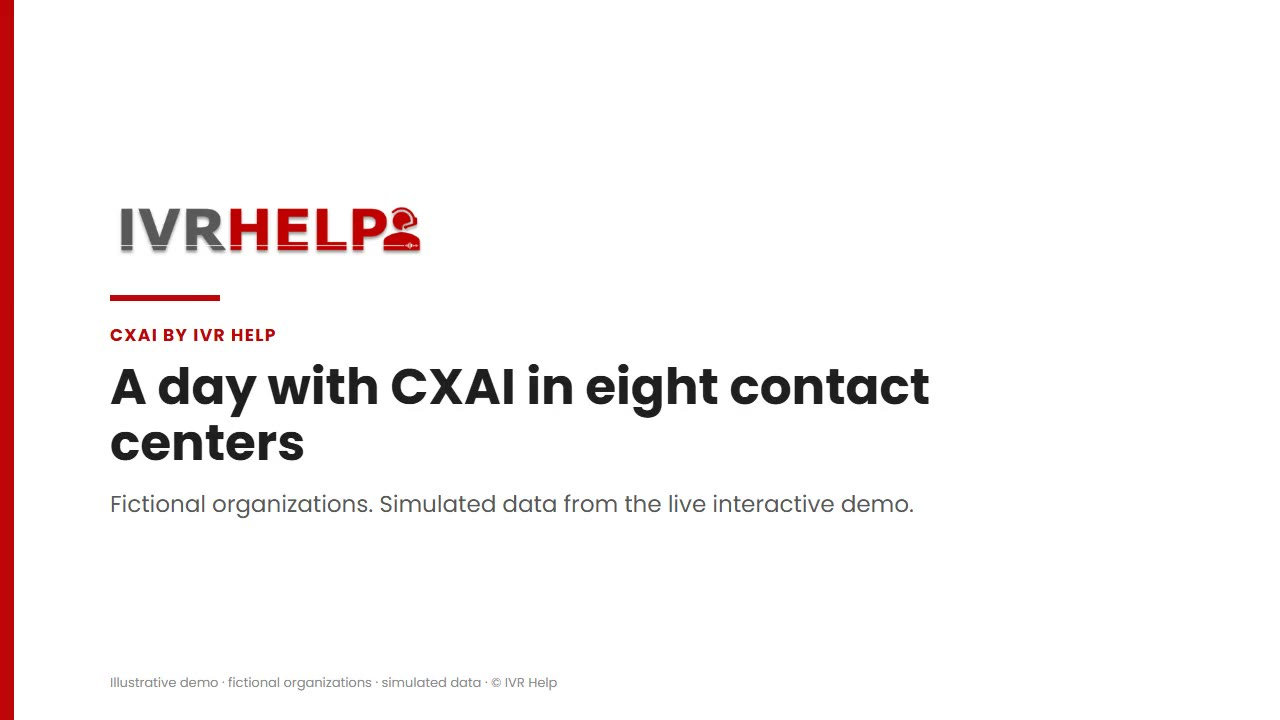 IVRHELP
CXAI BY IVR HELP
A day with CXAI in eight contact
centers
Fictional organizations. Simulated data from the live interactive demo.
Illustrative demo · fictional organizations · simulated data · © IVR Help